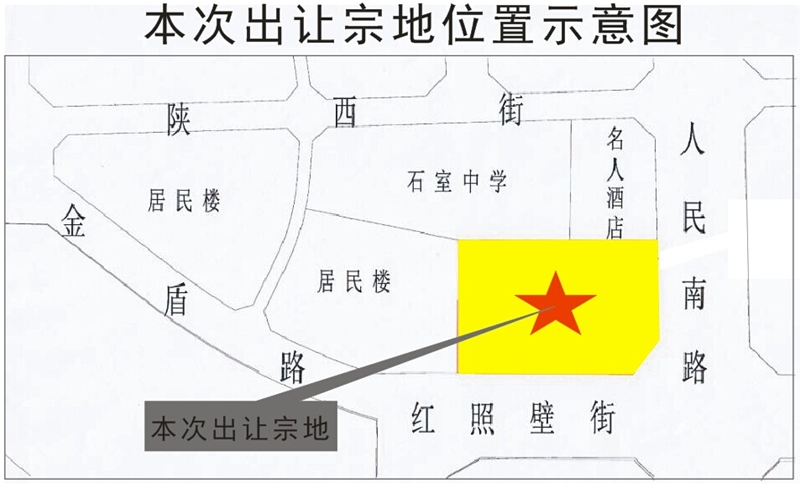 本次出让宗地位置示意图
陕西街
人民南路
名人酒店
石室中学
居民楼
金盾路
居民楼
本次出让宗地
红照壁街